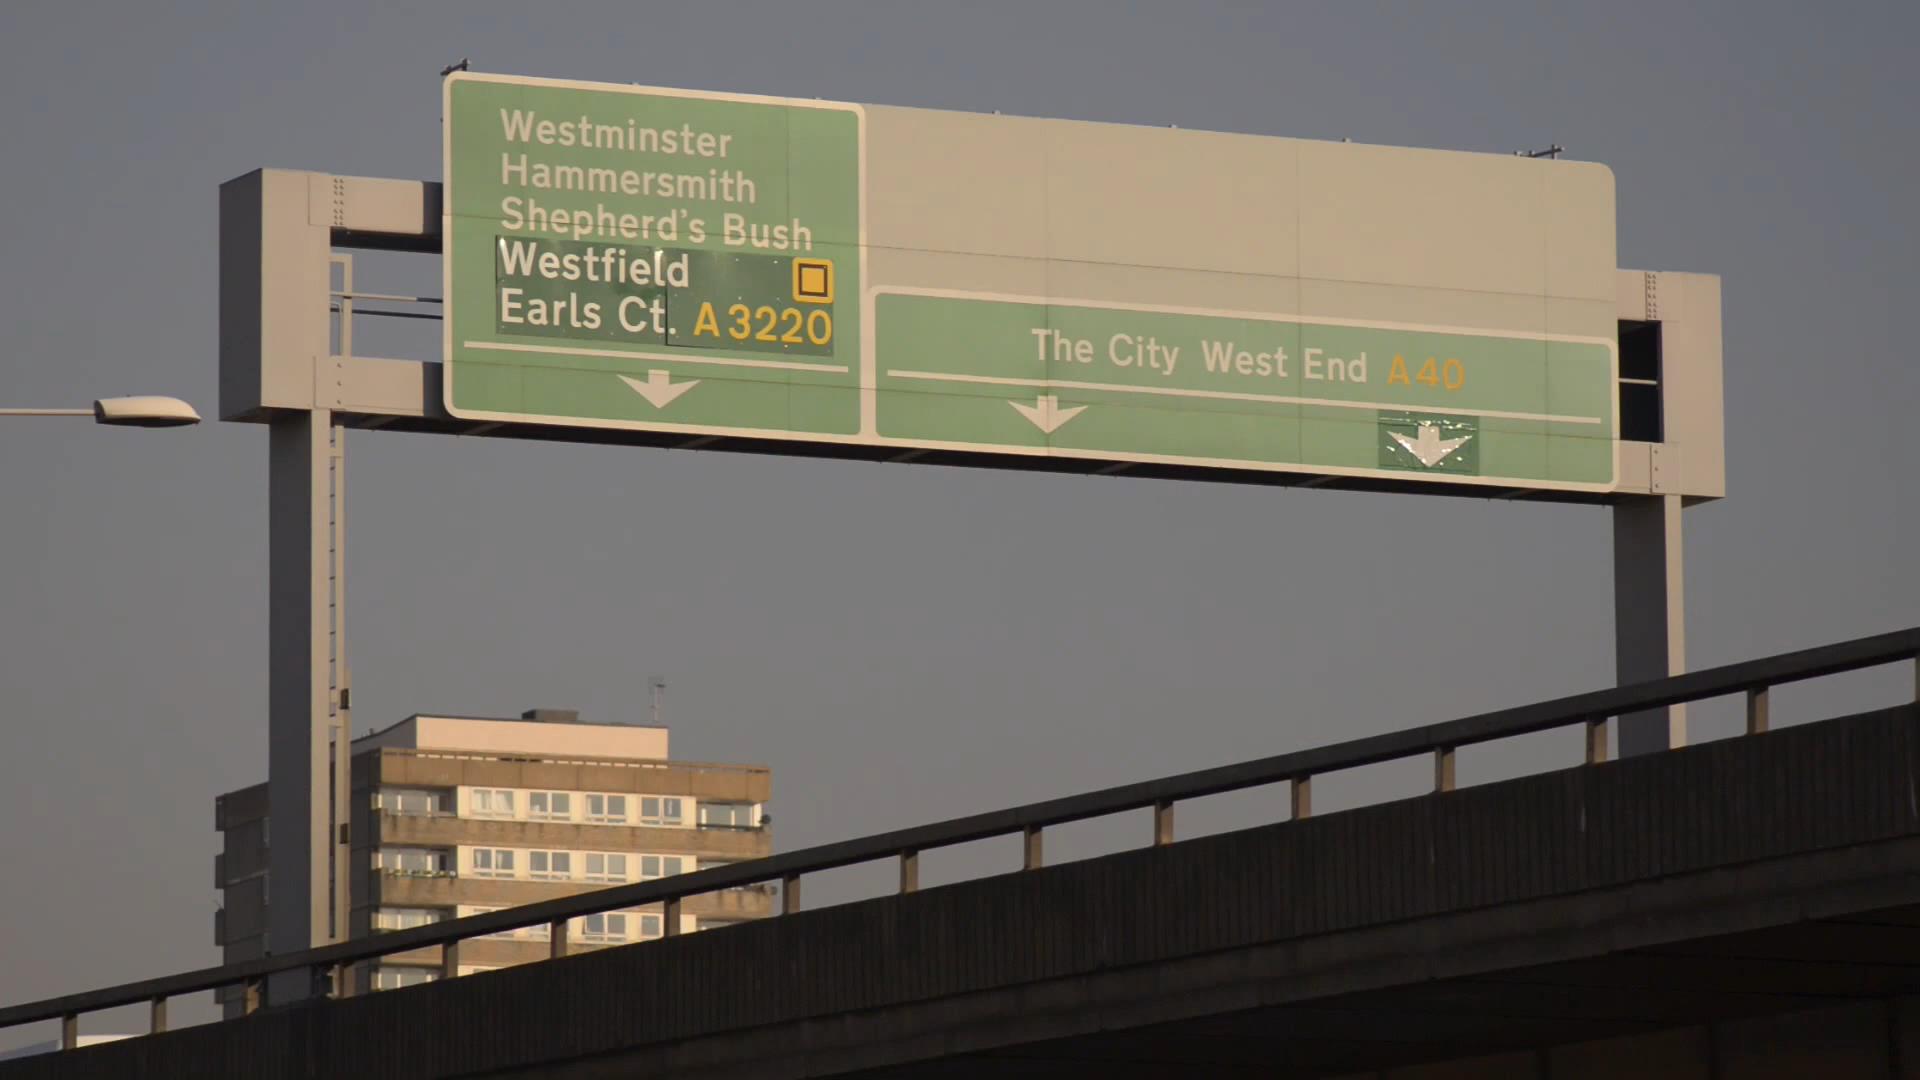 Westminster
Hammersmith
Shepherd's Bush
Westfield
Earls Ct. A3220
The City West End A40